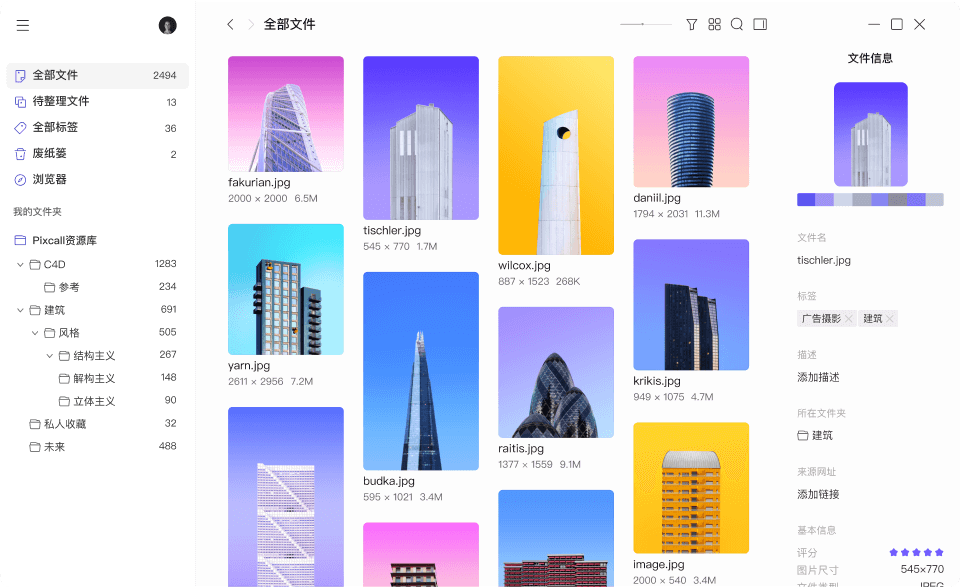 全部文件
全部文件 2494
待整理文件 13
全部标签 36
废纸篓 2
浏览器
我的文件夹
Pixcall资源库
C4D 1283
参考 234
建筑 691
风格 505
结构主义 267
解构主义 148
立体主义 90
私人收藏 32
未来 488
fakurian.jpg
2000 × 2000 6.5M
yarn.jpg
2611 × 2956 7.2M
tischler.jpg
545 × 770 1.7M
budka.jpg
595 × 1021 3.4M
wilcox.jpg
887 × 1523 268K
raitis.jpg
1377 × 1559 9.1M
daniil.jpg
1794 × 2031 11.3M
krikis.jpg
949 × 1075 4.7M
image.jpg
2000 × 540 3.4M
文件信息
文件名
tischler.jpg
标签
广告摄影 建筑
描述
添加描述
所在文件夹
建筑
来源网址
添加链接
基本信息
评分
图片尺寸 545×770
文件类型 JPEG